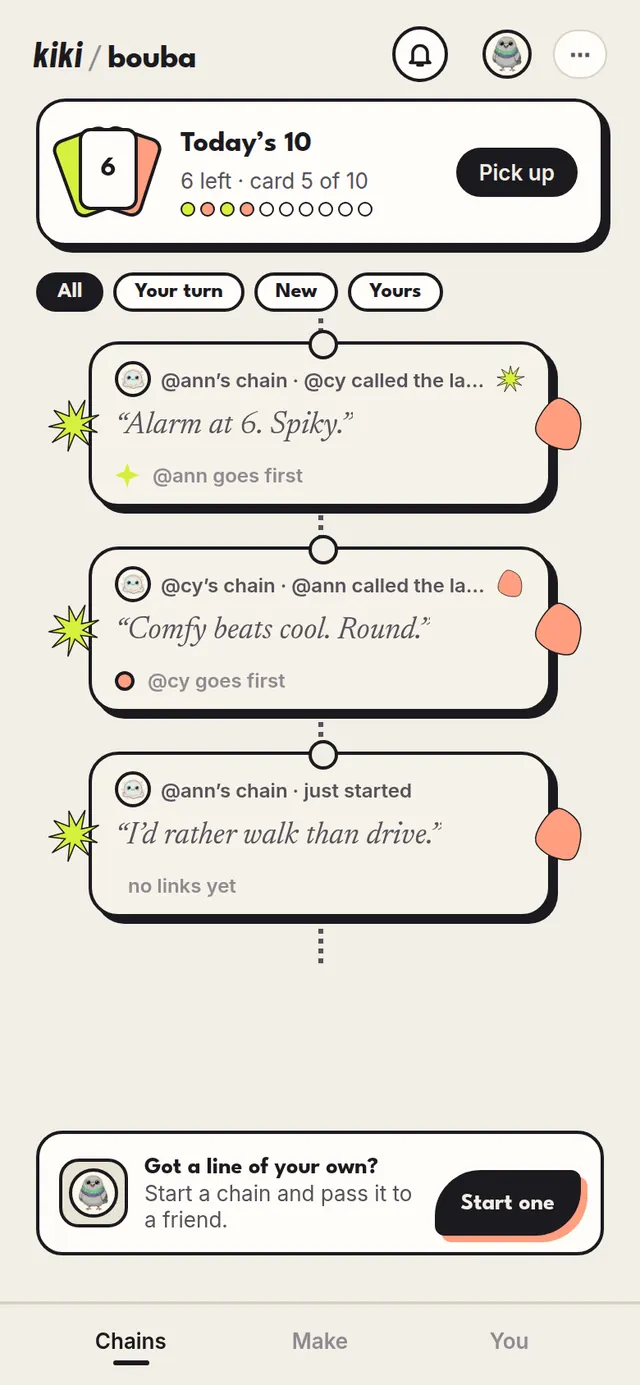 kiki / bouba
6
Today’s 10
6 left · card 5 of 10
Pick up
All
Your turn
New
Yours
@ann’s chain · @cy called the la...
“Alarm at 6. Spiky.”
@ann goes first
@cy’s chain · @ann called the la...
“Comfy beats cool. Round.”
@cy goes first
@ann’s chain · just started
“I’d rather walk than drive.”
no links yet
Got a line of your own?
Start a chain and pass it to
a friend.
Start one
Chains
Make
You